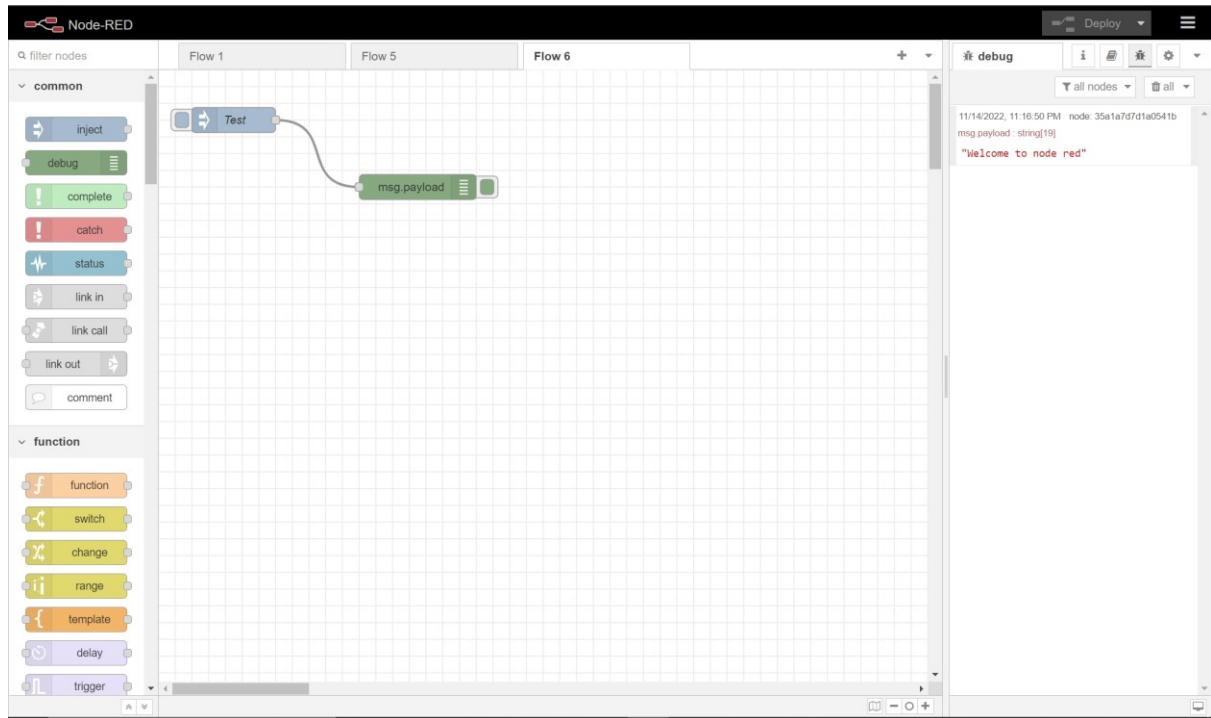 Node-RED
Deploy
filter nodes
Flow 1
Flow 5
Flow 6
debug
i
all nodes
all
common
inject
debug
complete
catch
status
link in
link call
link out
comment
function
function
switch
change
range
template
delay
trigger
Test
msg.payload
11/14/2022, 11:16:50 PM node: 35a1a7d7d1a0541b
msg.payload : string[19]
"Welcome to node red"